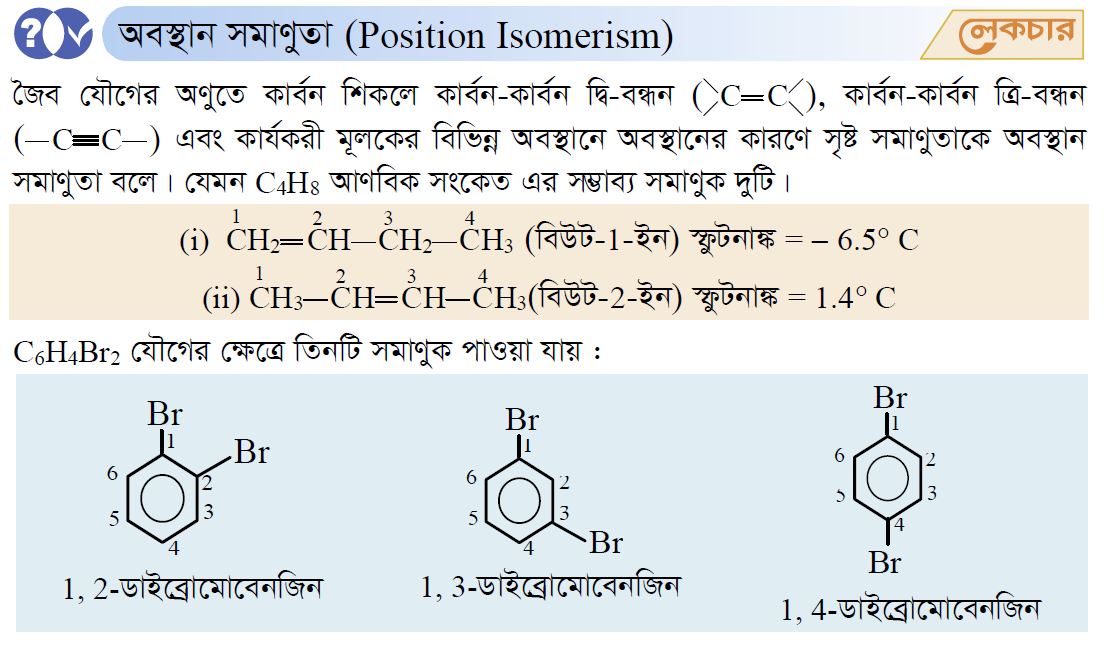 ? অবস্থান সমাণুতা (Position Isomerism) লেকচার
জৈব যৌগের অণুতে কার্বন শিকলে কার্বন-কার্বন দ্বি-বন্ধন (>C=C<), কার্বন-কার্বন ত্রি-বন্ধন
(—C≡C—) এবং কার্যকরী মূলকের বিভিন্ন অবস্থানে অবস্থানের কারণে সৃষ্ট সমাণুতাকে অবস্থান
সমাণুতা বলে। যেমন C₄H₈ আণবিক সংকেত এর সম্ভাব্য সমাণুক দুটি।
1 2 3 4
(i) CH₂=CH—CH₂—CH₃ (বিউট-1-ইন) স্ফুটনাঙ্ক = – 6.5° C
1 2 3 4
(ii) CH₃—CH=CH—CH₃(বিউট-2-ইন) স্ফুটনাঙ্ক = 1.4° C
C₆H₄Br₂ যৌগের ক্ষেত্রে তিনটি সমাণুক পাওয়া যায় :
Br
1
Br
2
3
4
5
6
1, 2-ডাইব্রোমোবেনজিন
Br
1
2
3
Br
4
5
6
1, 3-ডাইব্রোমোবেনজিন
Br
1
2
3
4
Br
5
6
1, 4-ডাইব্রোমোবেনজিন